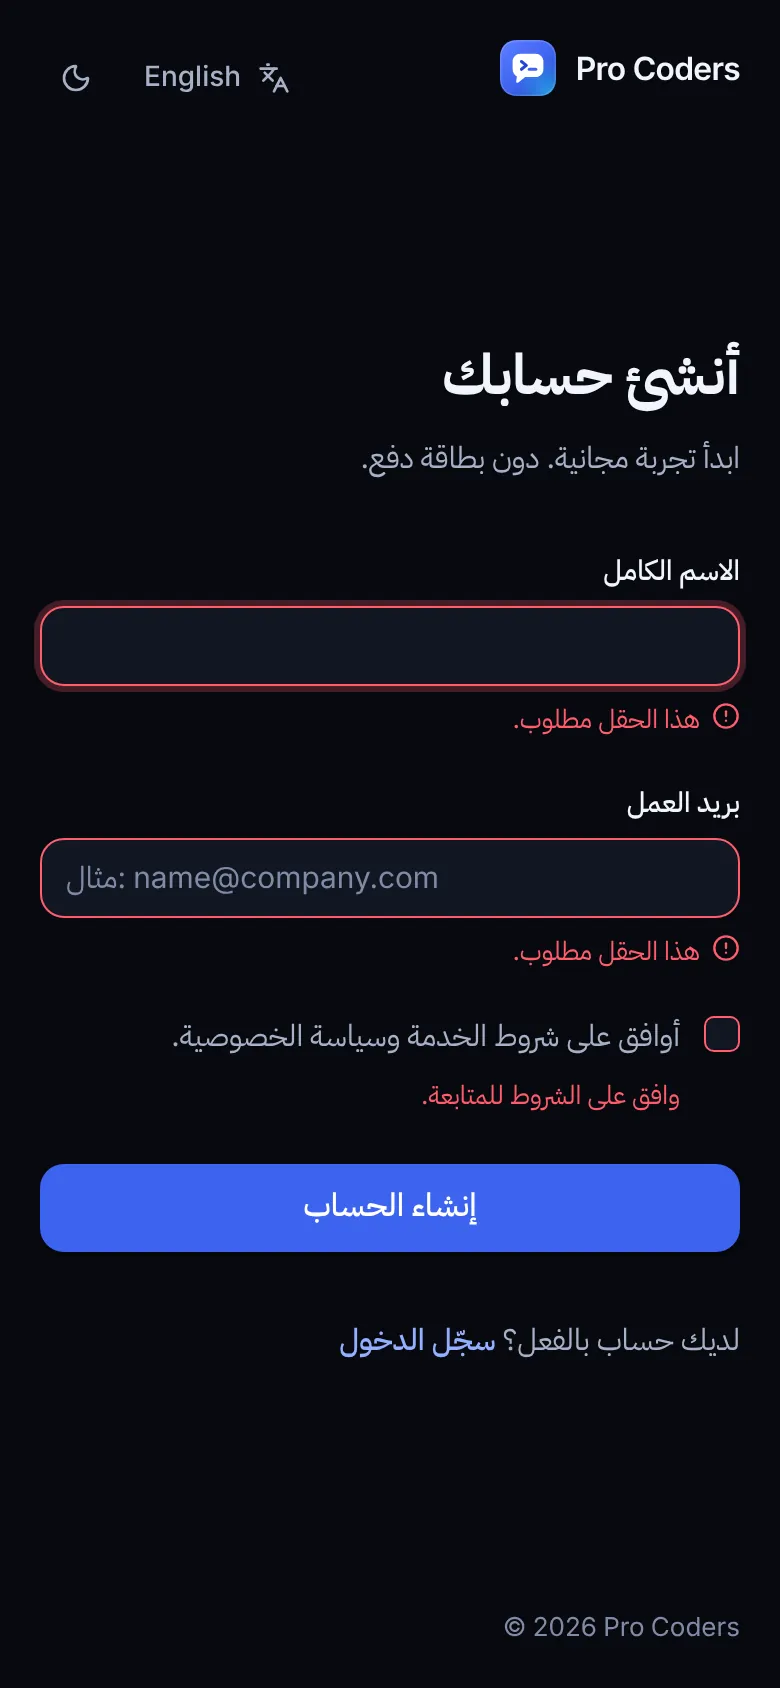 Pro Coders
English
أنشئ حسابك
ابدأ تجربة مجانية. دون بطاقة دفع.
الاسم الكامل
هذا الحقل مطلوب.
بريد العمل
مثال: name@company.com
هذا الحقل مطلوب.
أوافق على شروط الخدمة وسياسة الخصوصية.
وافق على الشروط للمتابعة.
إنشاء الحساب
لديك حساب بالفعل؟ سجّل الدخول
© 2026 Pro Coders